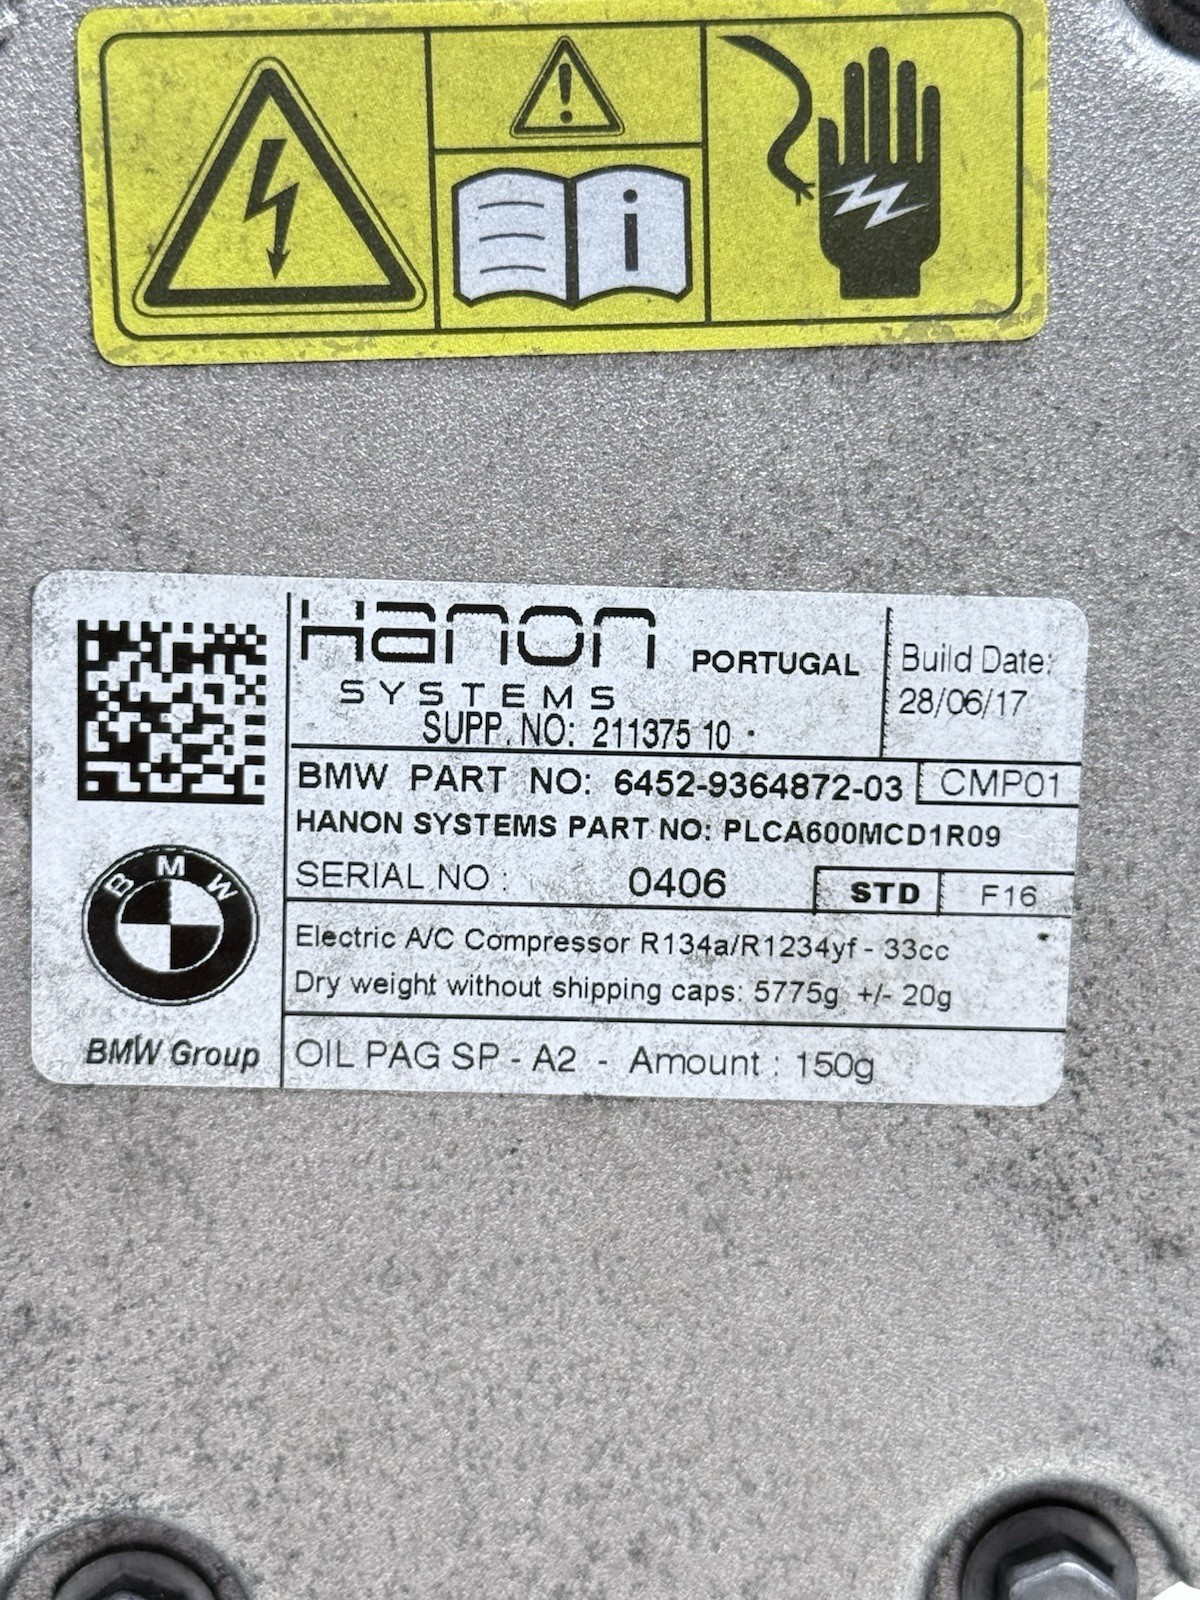 i
Hanon
SYSTEMS
PORTUGAL
Build Date:
28/06/17
SUPP. NO: 211375 10
BMW PART NO: 6452-9364872-03
CMP01
HANON SYSTEMS PART NO: PLCA600MCD1R09
SERIAL NO : 0406
STD
F16
Electric A/C Compressor R134a/R1234yf - 33cc
Dry weight without shipping caps: 5775g +/- 20g
OIL PAG SP - A2 - Amount : 150g
BMW
BMW Group